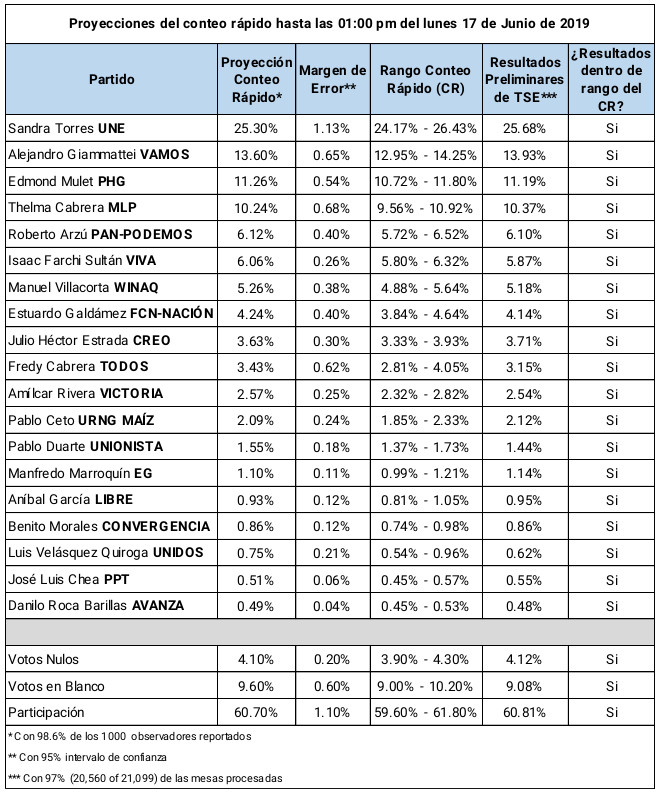 Proyecciones del conteo rápido hasta las 01:00 pm del lunes 17 de Junio de 2019
Partido | Proyección Conteo Rápido* | Margen de Error** | Rango Conteo Rápido (CR) | Resultados Preliminares de TSE*** | ¿Resultados dentro de rango del CR?
Sandra Torres UNE 25.30% 1.13% 24.17% - 26.43% 25.68% Si
Alejandro Giammattei VAMOS 13.60% 0.65% 12.95% - 14.25% 13.93% Si
Edmond Mulet PHG 11.26% 0.54% 10.72% - 11.80% 11.19% Si
Thelma Cabrera MLP 10.24% 0.68% 9.56% - 10.92% 10.37% Si
Roberto Arzú PAN-PODEMOS 6.12% 0.40% 5.72% - 6.52% 6.10% Si
Isaac Farchi Sultán VIVA 6.06% 0.26% 5.80% - 6.32% 5.87% Si
Manuel Villacorta WINAQ 5.26% 0.38% 4.88% - 5.64% 5.18% Si
Estuardo Galdámez FCN-NACIÓN 4.24% 0.40% 3.84% - 4.64% 4.14% Si
Julio Héctor Estrada CREO 3.63% 0.30% 3.33% - 3.93% 3.71% Si
Fredy Cabrera TODOS 3.43% 0.62% 2.81% - 4.05% 3.15% Si
Amílcar Rivera VICTORIA 2.57% 0.25% 2.32% - 2.82% 2.54% Si
Pablo Ceto URNG MAÍZ 2.09% 0.24% 1.85% - 2.33% 2.12% Si
Pablo Duarte UNIONISTA 1.55% 0.18% 1.37% - 1.73% 1.44% Si
Manfredo Marroquín EG 1.10% 0.11% 0.99% - 1.21% 1.14% Si
Aníbal García LIBRE 0.93% 0.12% 0.81% - 1.05% 0.95% Si
Benito Morales CONVERGENCIA 0.86% 0.12% 0.74% - 0.98% 0.86% Si
Luis Velásquez Quiroga UNIDOS 0.75% 0.21% 0.54% - 0.96% 0.62% Si
José Luis Chea PPT 0.51% 0.06% 0.45% - 0.57% 0.55% Si
Danilo Roca Barillas AVANZA 0.49% 0.04% 0.45% - 0.53% 0.48% Si
Votos Nulos 4.10% 0.20% 3.90% - 4.30% 4.12% Si
Votos en Blanco 9.60% 0.60% 9.00% - 10.20% 9.08% Si
Participación 60.70% 1.10% 59.60% - 61.80% 60.81% Si
* Con 98.6% de los 1000 observadores reportados
** Con 95% intervalo de confianza
*** Con 97% (20,560 of 21,099) de las mesas procesadas